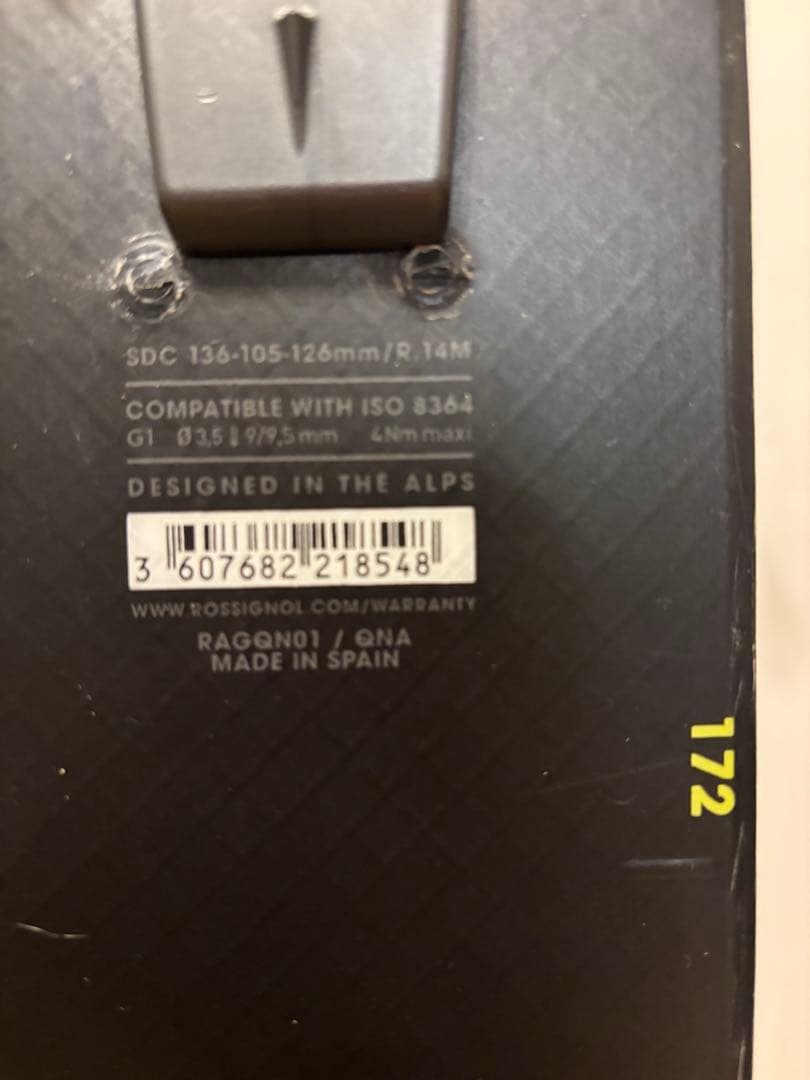 SDC 136-105-126mm/R.14M
COMPATIBLE WITH ISO 8364
G1 Ø3,5 9/9,5mm 4Nm maxi
DESIGNED IN THE ALPS
3 607682 218548
WWW.ROSSIGNOL.COM/WARRANTY
RAGQN01 / QNA
MADE IN SPAIN
172